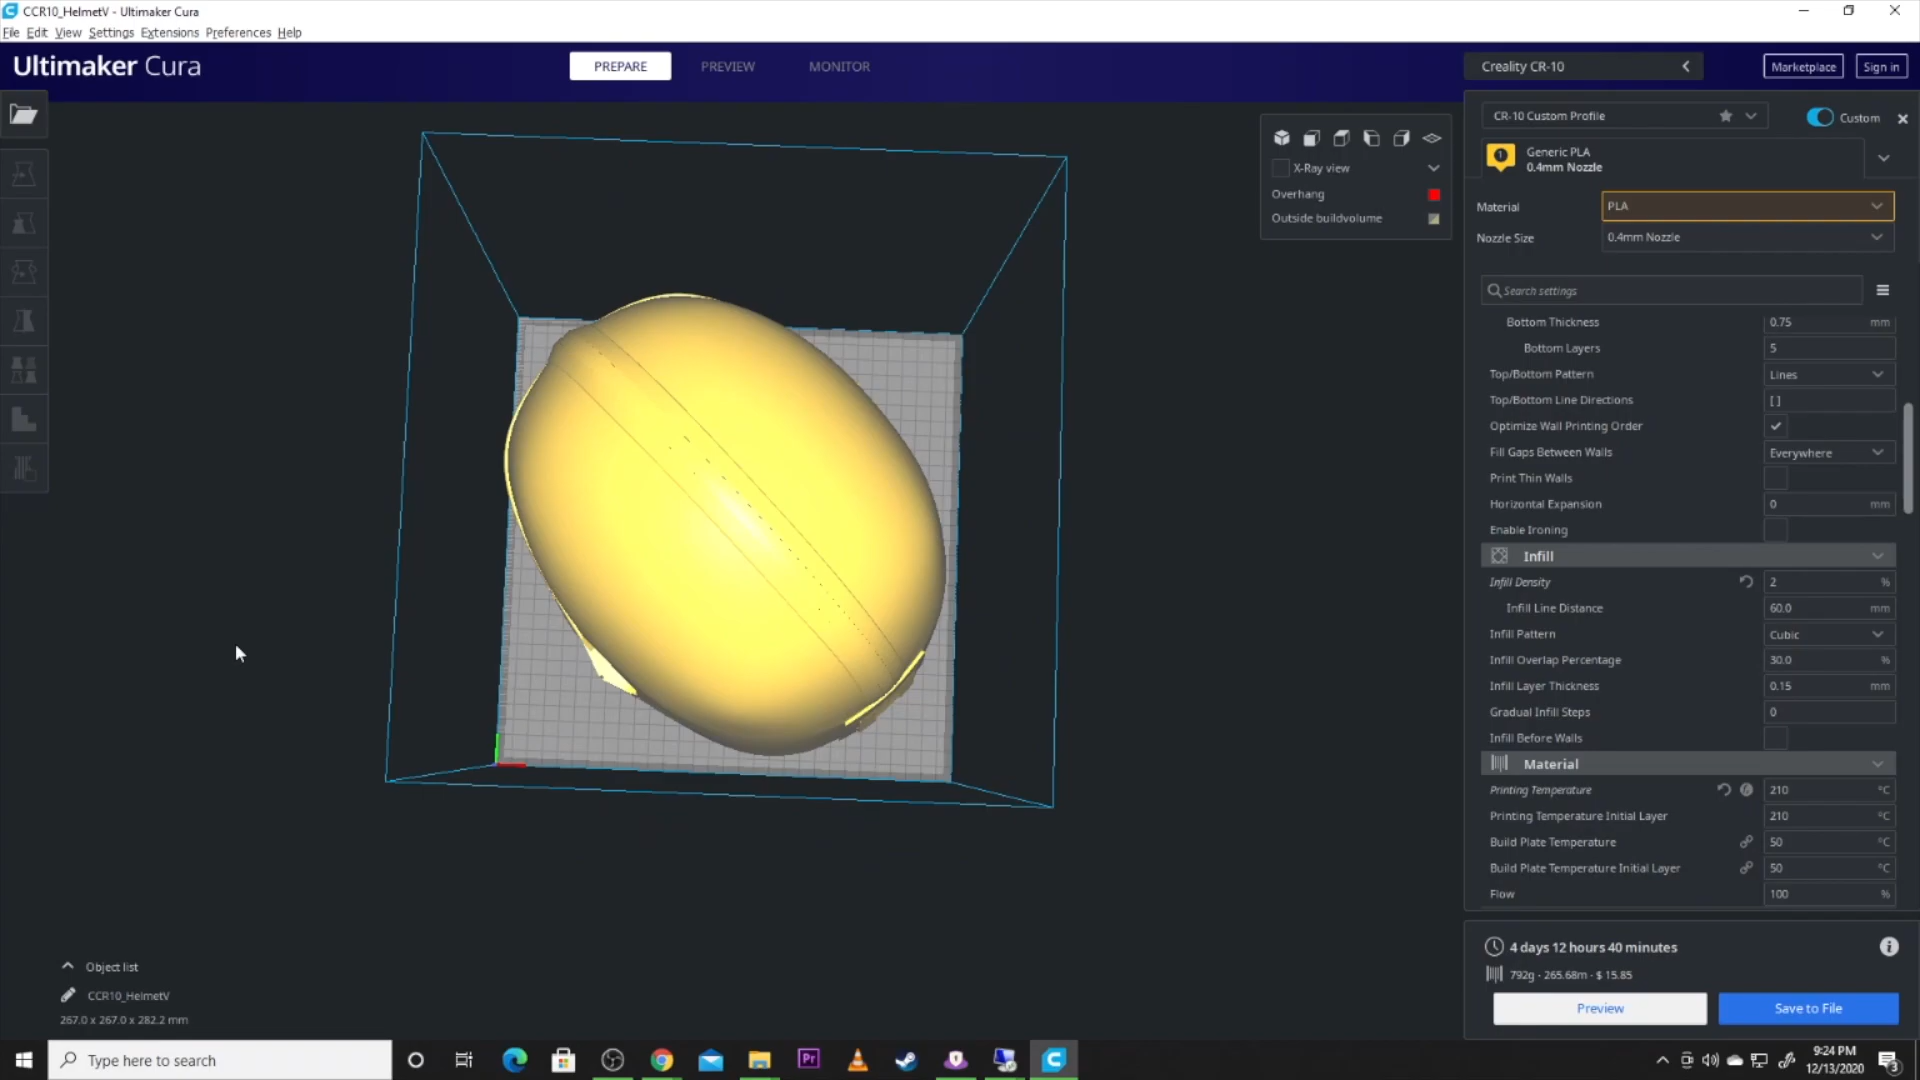 CCR10_HelmetV - Ultimaker Cura
File Edit View Settings Extensions Preferences Help
Ultimaker Cura
PREPARE
PREVIEW
MONITOR
Creality CR-10
Marketplace
Sign in
X-Ray view
Overhang
Outside buildvolume
CR-10 Custom Profile
Custom
1
Generic PLA
0.4mm Nozzle
Material PLA
Nozzle Size 0.4mm Nozzle
Search settings
Bottom Thickness 0.75 mm
Bottom Layers 5
Top/Bottom Pattern Lines
Top/Bottom Line Directions []
Optimize Wall Printing Order
Fill Gaps Between Walls Everywhere
Print Thin Walls
Horizontal Expansion 0 mm
Enable Ironing
Infill
Infill Density 2 %
Infill Line Distance 60.0 mm
Infill Pattern Cubic
Infill Overlap Percentage 30.0 %
Infill Layer Thickness 0.15 mm
Gradual Infill Steps 0
Infill Before Walls
Material
Printing Temperature 210 °C
Printing Temperature Initial Layer 210 °C
Build Plate Temperature 50 °C
Build Plate Temperature Initial Layer 50 °C
Flow 100 %
4 days 12 hours 40 minutes
792g - 265.68m - $ 15.85
Preview
Save to File
Object list
CCR10_HelmetV
267.0 x 267.0 x 282.2 mm
Type here to search
Pr
9:24 PM
12/13/2020
3